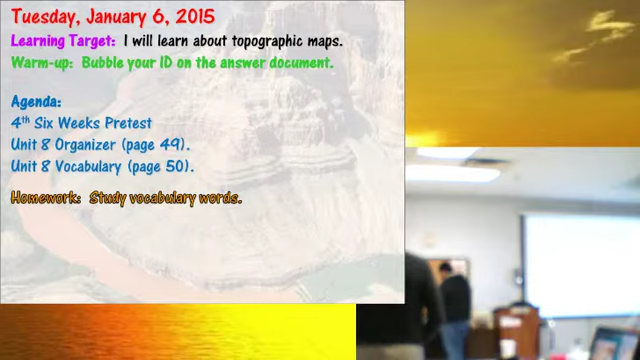 Tuesday, January 6, 2015
Learning Target: I will learn about topographic maps.
Warm-up: Bubble your ID on the answer document.
Agenda:
4th Six Weeks Pretest
Unit 8 Organizer (page 49).
Unit 8 Vocabulary (page 50).
Homework: Study vocabulary words.